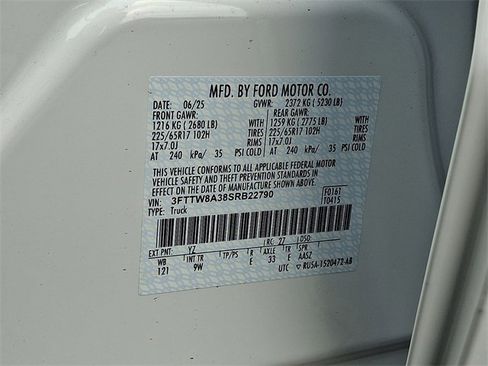 MFD. BY FORD MOTOR CO.
DATE: 06/25 GVWR: 2372 KG ( 5230 LB)
FRONT GAWR: REAR GAWR:
1216 KG ( 2680 LB) WITH 1259 KG ( 2775 LB) WITH
225/65R17 102H TIRES 225/65R17 102H TIRES
17x7.0J RIMS 17x7.0J RIMS
AT 240 kPa/ 35 PSI COLD AT 240 kPa/ 35 PSI COLD
THIS VEHICLE CONFORMS TO ALL APPLICABLE FEDERAL MOTOR
VEHICLE SAFETY AND THEFT PREVENTION STANDARDS IN
EFFECT ON THE DATE OF MANUFACTURE SHOWN ABOVE.
VIN: 3FTTW8A38SRB22790 F0161
TYPE: Truck T0415
EXT PNT: YZ RC: 27 DSO:
WB INT TR TP/PS R AXLE TR SPR
121 9W E 33 E AASZ
UTC RU5A-1520472-AB